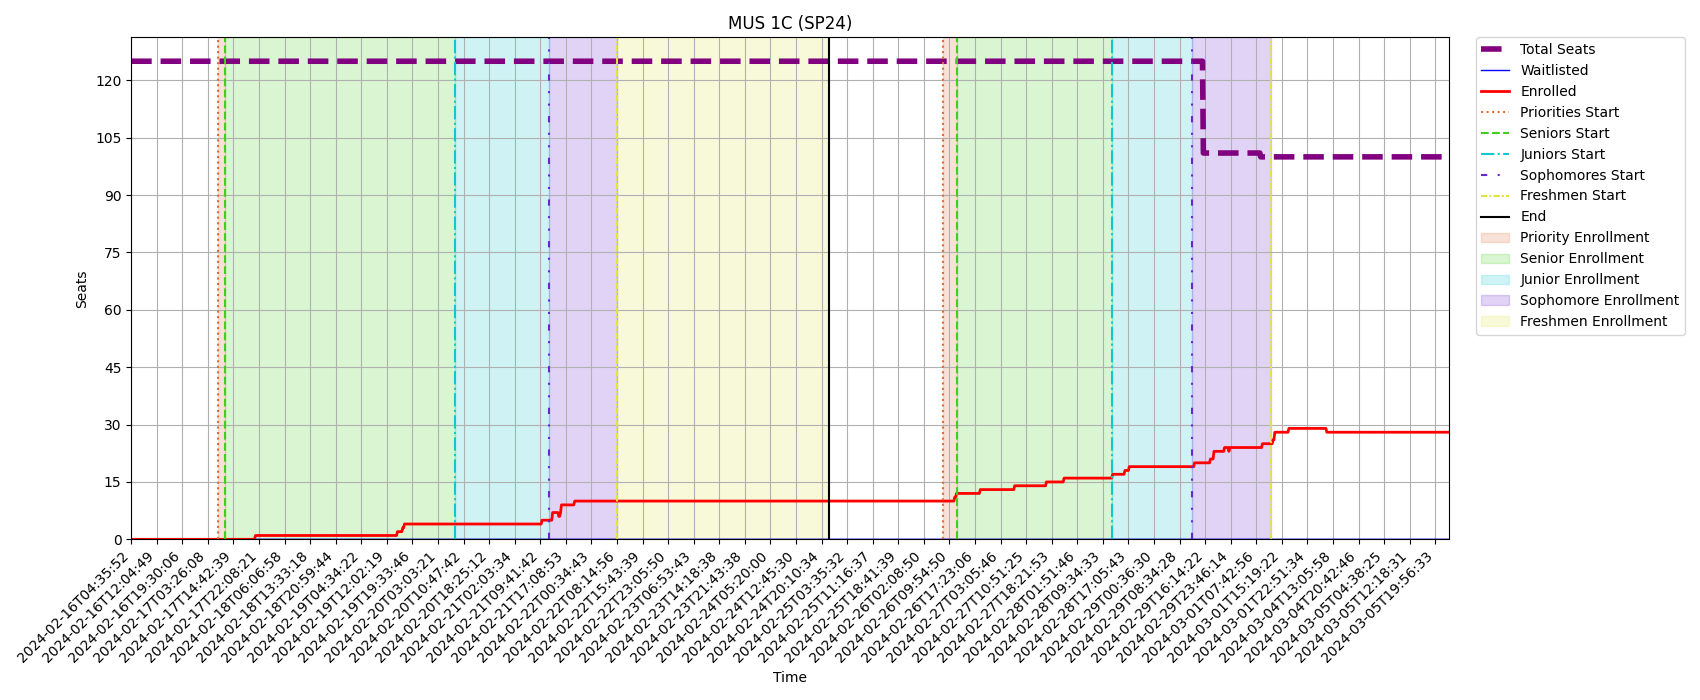 MUS 1C (SP24)
Seats
120
105
90
75
60
45
30
15
0
2024-02-16T04:35:52
2024-02-16T12:04:49
2024-02-16T19:30:06
2024-02-17T03:26:08
2024-02-17T14:42:39
2024-02-17T22:08:21
2024-02-18T06:06:58
2024-02-18T13:33:18
2024-02-18T20:59:44
2024-02-19T04:34:22
2024-02-19T12:02:19
2024-02-19T19:33:46
2024-02-20T03:03:21
2024-02-20T10:47:42
2024-02-20T18:25:12
2024-02-21T02:03:34
2024-02-21T09:41:42
2024-02-21T17:08:53
2024-02-22T00:34:43
2024-02-22T08:14:56
2024-02-22T15:43:39
2024-02-22T23:05:50
2024-02-23T06:53:43
2024-02-23T14:18:38
2024-02-23T21:43:38
2024-02-24T05:20:00
2024-02-24T12:45:30
2024-02-24T20:10:34
2024-02-25T03:35:32
2024-02-25T11:16:37
2024-02-25T18:41:39
2024-02-26T02:08:50
2024-02-26T09:54:50
2024-02-26T17:23:06
2024-02-27T03:05:46
2024-02-27T10:51:25
2024-02-27T18:21:53
2024-02-28T01:51:46
2024-02-28T09:34:33
2024-02-28T17:05:43
2024-02-29T00:36:30
2024-02-29T08:34:28
2024-02-29T16:14:22
2024-02-29T23:46:14
2024-03-01T07:42:56
2024-03-01T15:19:22
2024-03-01T22:51:34
2024-03-04T13:05:58
2024-03-04T20:42:46
2024-03-05T04:38:25
2024-03-05T12:18:31
2024-03-05T19:56:33
Time
Total Seats
Waitlisted
Enrolled
Priorities Start
Seniors Start
Juniors Start
Sophomores Start
Freshmen Start
End
Priority Enrollment
Senior Enrollment
Junior Enrollment
Sophomore Enrollment
Freshmen Enrollment